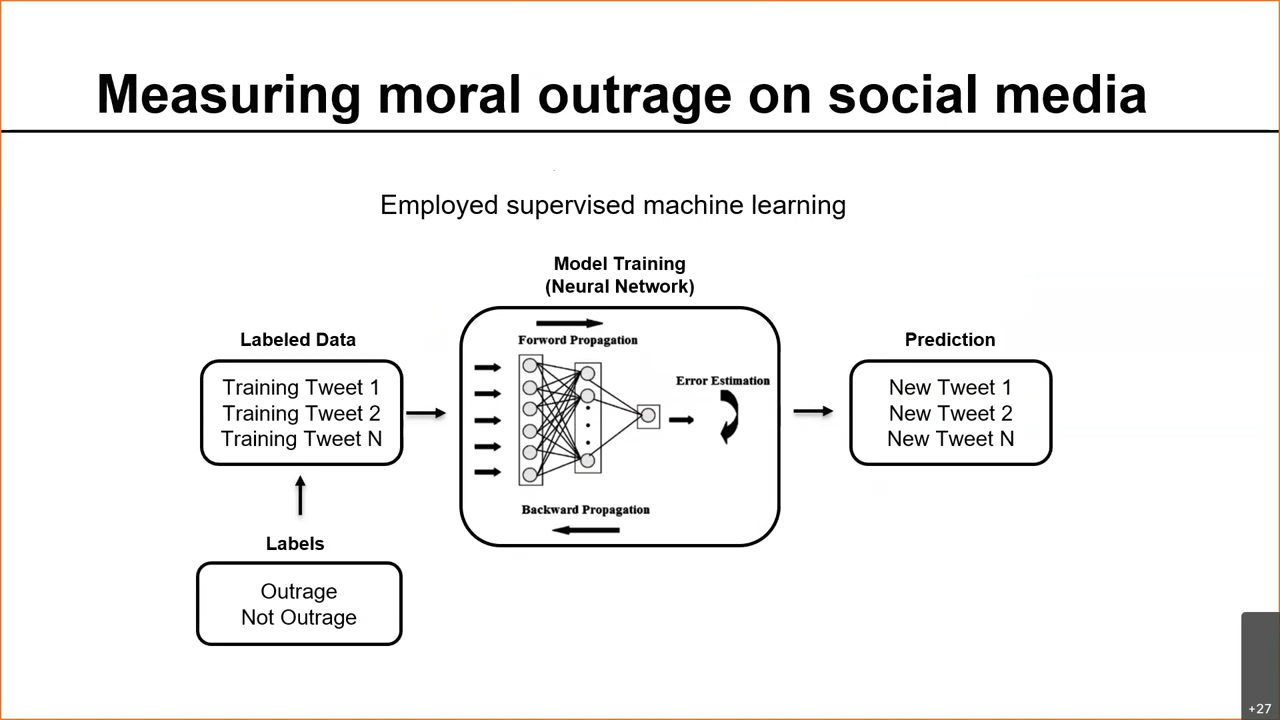 Measuring moral outrage on social media
Employed supervised machine learning
Model Training
(Neural Network)
Labeled Data
Training Tweet 1
Training Tweet 2
Training Tweet N
Labels
Outrage
Not Outrage
Forword Propagation
Error Estimation
Backward Propagation
Prediction
New Tweet 1
New Tweet 2
New Tweet N
+27